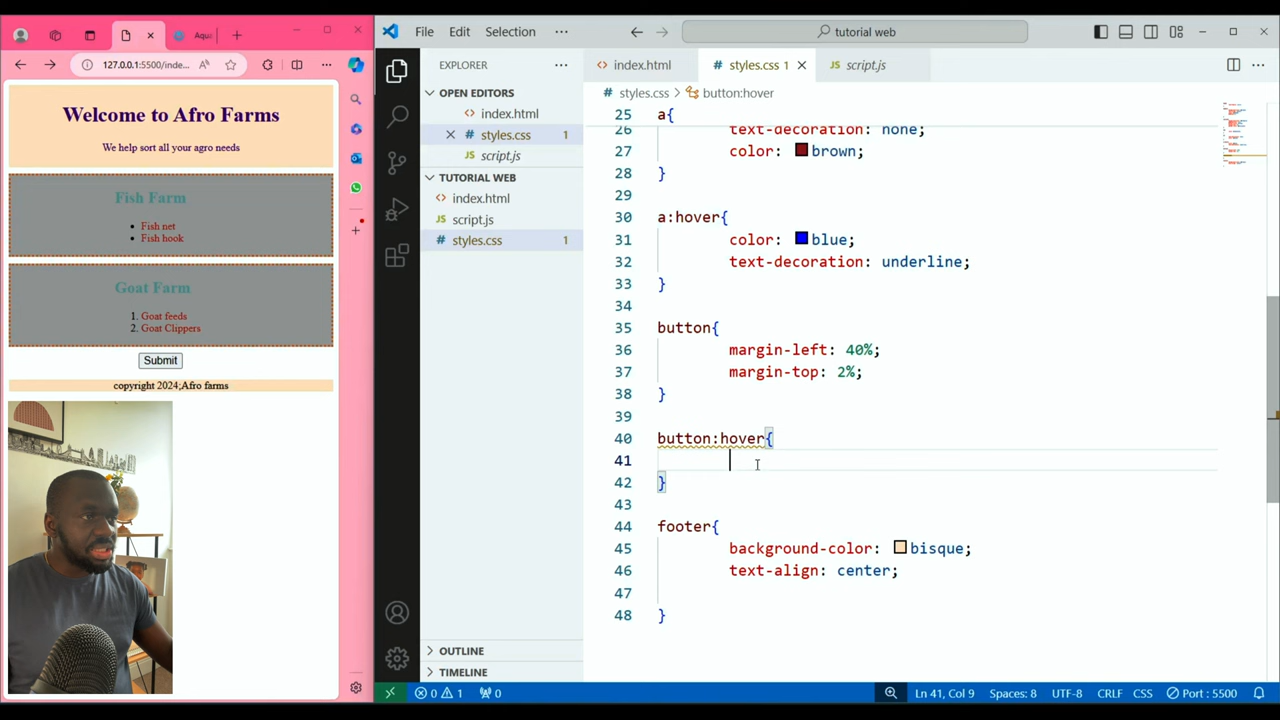 Aqua
127.0.0.1:5500/inde...
Welcome to Afro Farms
We help sort all your agro needs
Fish Farm
• Fish net
• Fish hook
Goat Farm
1. Goat feeds
2. Goat Clippers
Submit
copyright 2024;Afro farms
File Edit Selection ···
tutorial web
EXPLORER ···
OPEN EDITORS
index.html
styles.css 1
script.js
TUTORIAL WEB
index.html
script.js
styles.css 1
OUTLINE
TIMELINE
index.html styles.css 1 script.js
styles.css > button:hover
25 a{
26 text-decoration: none;
27 color: brown;
28 }
29
30 a:hover{
31 color: blue;
32 text-decoration: underline;
33 }
34
35 button{
36 margin-left: 40%;
37 margin-top: 2%;
38 }
39
40 button:hover{
41
42 }
43
44 footer{
45 background-color: bisque;
46 text-align: center;
47
48 }
0 1 0 Ln 41, Col 9 Spaces: 8 UTF-8 CRLF CSS Port : 5500